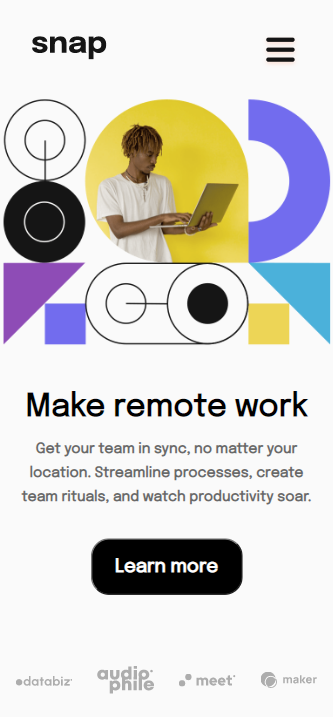 snap
Make remote work
Get your team in sync, no matter your
location. Streamline processes, create
team rituals, and watch productivity soar.
Learn more
databiz
audio
phile
meet
maker